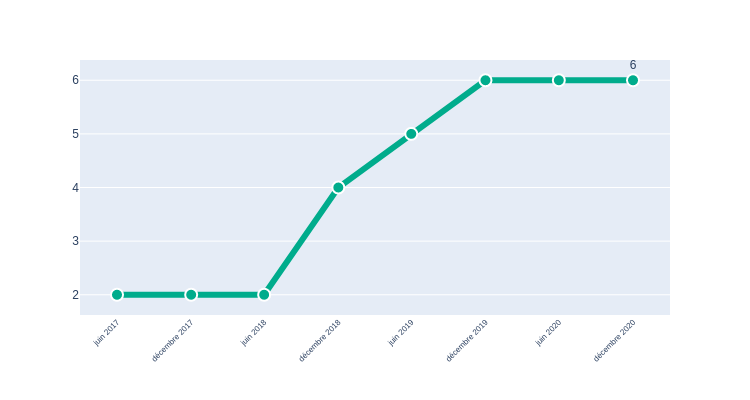 6
6
5
4
3
2
juin 2017
décembre 2017
juin 2018
décembre 2018
juin 2019
décembre 2019
juin 2020
décembre 2020